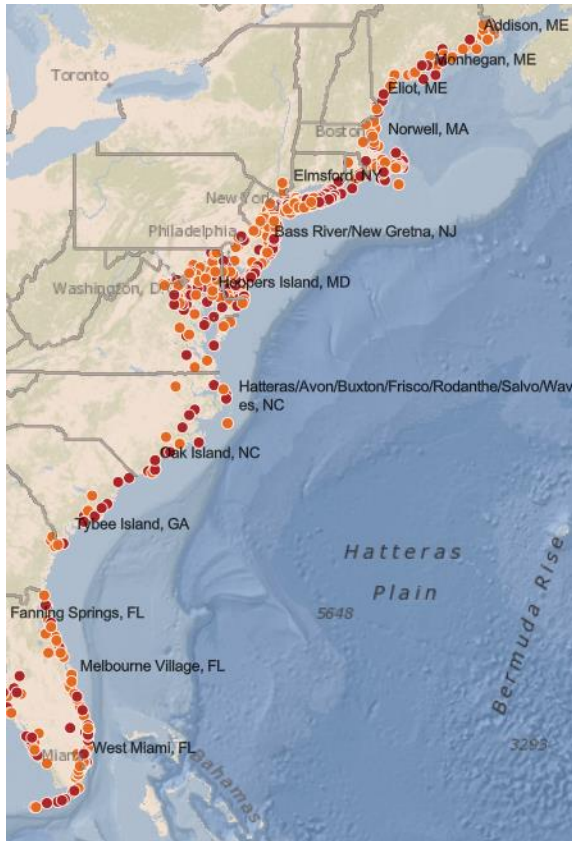 Addison, ME
Monhegan, ME
Toronto
Eliot, ME
Boston
Norwell, MA
Elmsford, NY
New York
Philadelphia
Bass River/New Gretna, NJ
Washington, D.
Hoopers Island, MD
Hatteras/Avon/Buxton/Frisco/Rodanthe/Salvo/Wav
es, NC
Oak Island, NC
Tybee Island, GA
Hatteras
Plain
Bermuda Rise
5648
Fanning Springs, FL
Melbourne Village, FL
West Miami, FL
Miami
3293
Bahamas